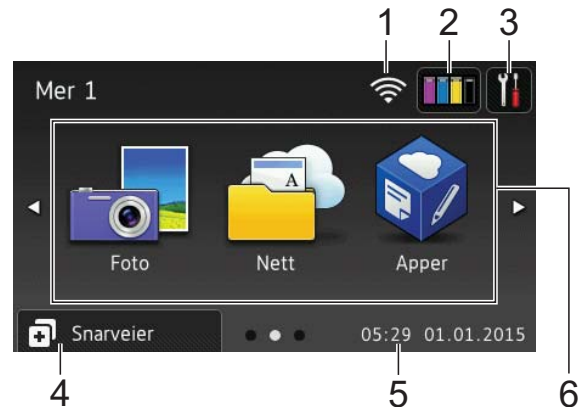 1 2 3
Mer 1
A
Foto Nett Apper
Snarveier 05:29 01.01.2015
4 5 6